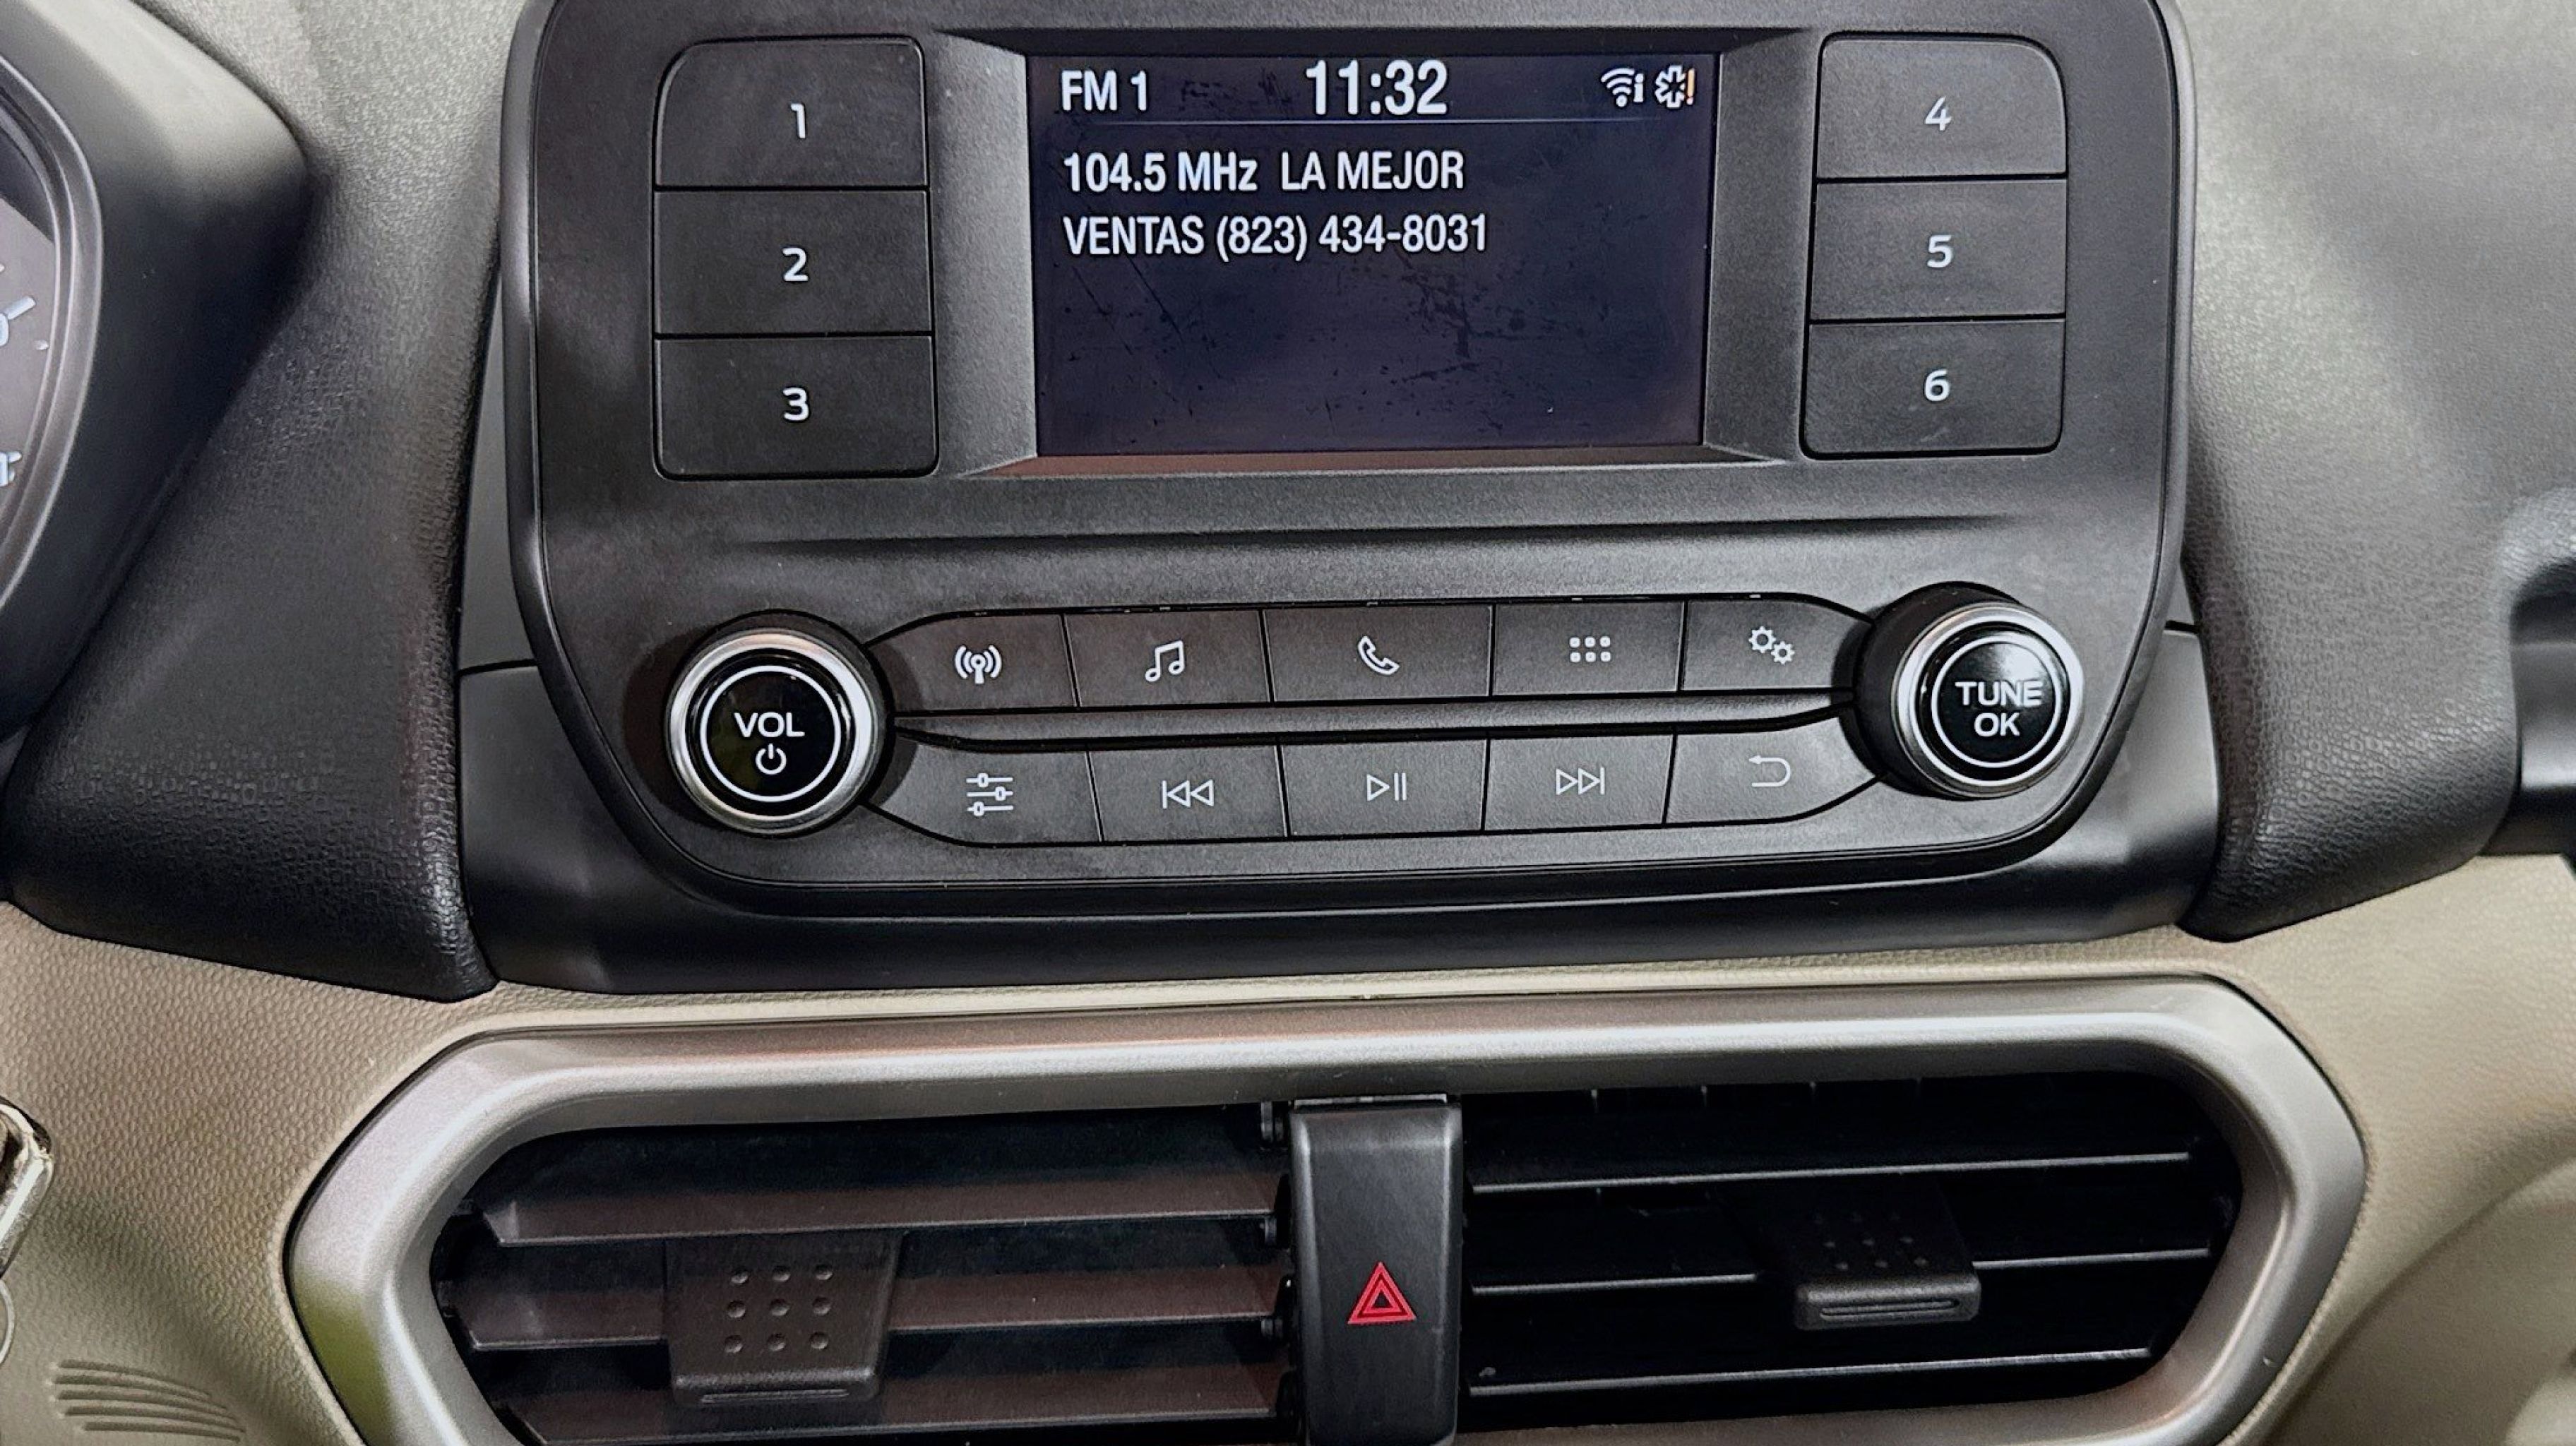 FM 1 11:32
104.5 MHz LA MEJOR
VENTAS (823) 434-8031
1
2
3
4
5
6
VOL
TUNE
OK